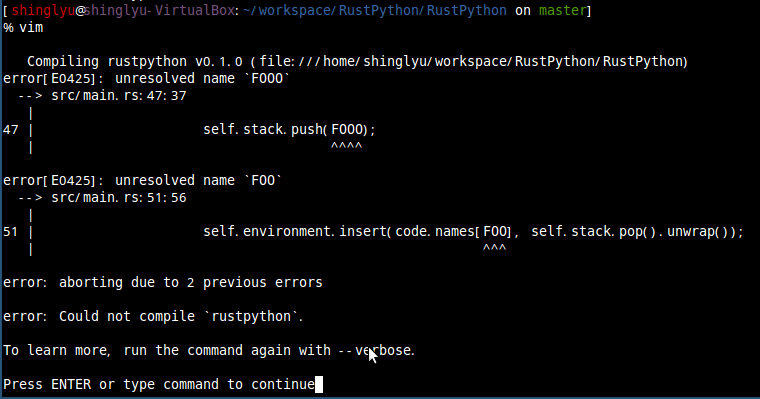 [shinglyu@shinglyu-VirtualBox:~/workspace/RustPython/RustPython on master]
% vim
Compiling rustpython v0.1.0 (file:///home/shinglyu/workspace/RustPython/RustPython)
error[E0425]: unresolved name `FOOO`
--> src/main.rs:47:37
|
47 | self.stack.push(FOOO);
| ^^^^
error[E0425]: unresolved name `FOO`
--> src/main.rs:51:56
|
51 | self.environment.insert(code.names[FOO], self.stack.pop().unwrap());
| ^^^
error: aborting due to 2 previous errors
error: Could not compile `rustpython`.
To learn more, run the command again with --verbose.
Press ENTER or type command to continue